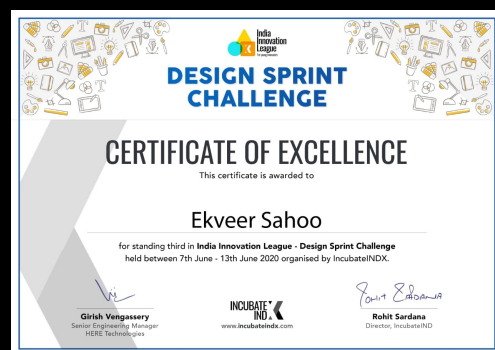 India
Innovation
League
DESIGN SPRINT
CHALLENGE
CERTIFICATE OF EXCELLENCE
This certificate is awarded to
Ekveer Sahoo
for standing third in India Innovation League - Design Sprint Challenge
held between 7th June - 13th June 2020 organised by IncubateINDX.
Girish Vengassery
Senior Engineering Manager
HERE Technologies
INCUBATE
IND
www.incubateindx.com
Rohit Sardana
Rohit Sardana
Director, IncubateIND